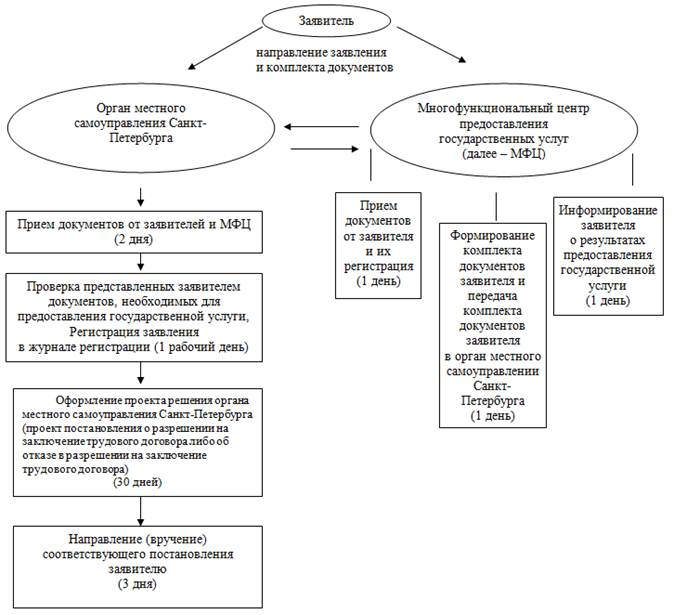 Заявитель
направление заявления
и комплекта документов
Орган местного
самоуправления Санкт-
Петербурга
Многофункциональный центр
предоставления
государственных услуг
(далее – МФЦ)
Прием документов от заявителей и МФЦ
(2 дня)
Проверка представленных заявителем
документов, необходимых для
предоставления государственной услуги,
Регистрация заявления
в журнале регистрации (1 рабочий день)
Оформление проекта решения органа
местного самоуправления Санкт-Петербурга
(проект постановления о разрешении на
заключение трудового договора либо об
отказе в разрешении на заключение
трудового договора)
(30 дней)
Направление (вручение)
соответствующего постановления
заявителю
(3 дня)
Прием
документов
от заявителя
и их
регистрация
(1 день)
Формирование
комплекта
документов
заявителя и
передача
комплекта
документов
заявителя
в орган местного
самоуправлении
Санкт-
Петербурга
(1 день)
Информирование
заявителя
о результатах
предоставления
государственной
услуги
(1 день)